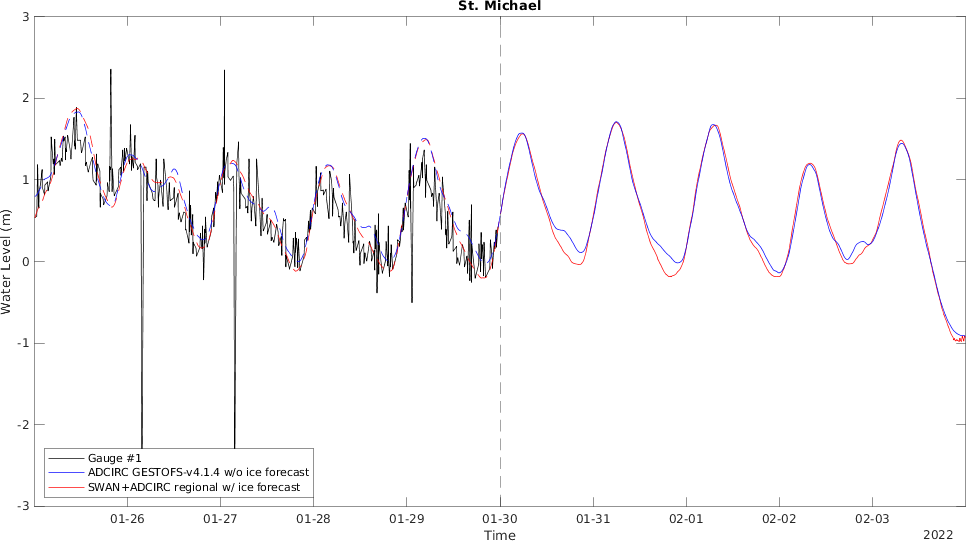 St. Michael
Water Level (m)
3
2
1
0
-1
-2
-3
Gauge #1
ADCIRC GESTOFS-v4.1.4 w/o ice forecast
SWAN+ADCIRC regional w/ ice forecast
01-26 01-27 01-28 01-29 01-30 01-31 02-01 02-02 02-03
Time
2022